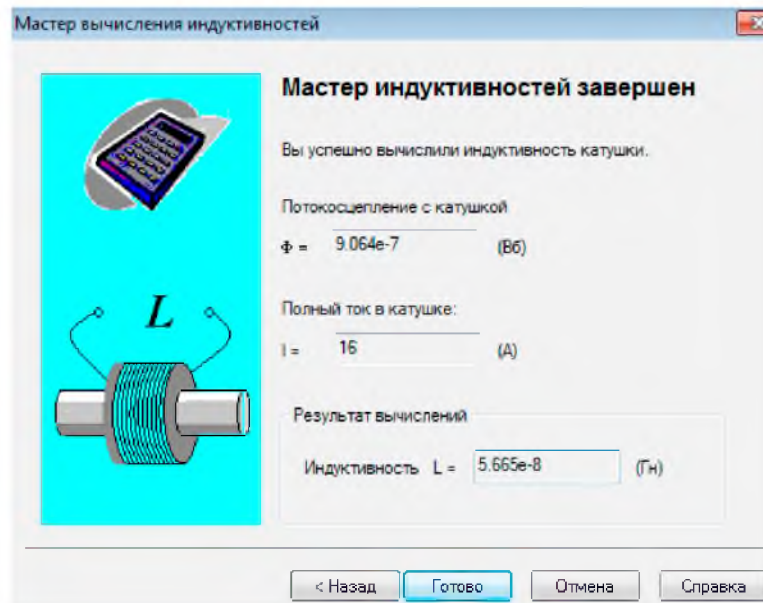 Мастер вычисления индуктивностей
Мастер индуктивностей завершен
Вы успешно вычислили индуктивность катушки.
Потокосцепление с катушкой
Φ = 9.064e-7 (Вб)
L
Полный ток в катушке:
I = 16 (А)
Результат вычислений
Индуктивность L = 5.665e-8 (Гн)
< Назад Готово Отмена Справка